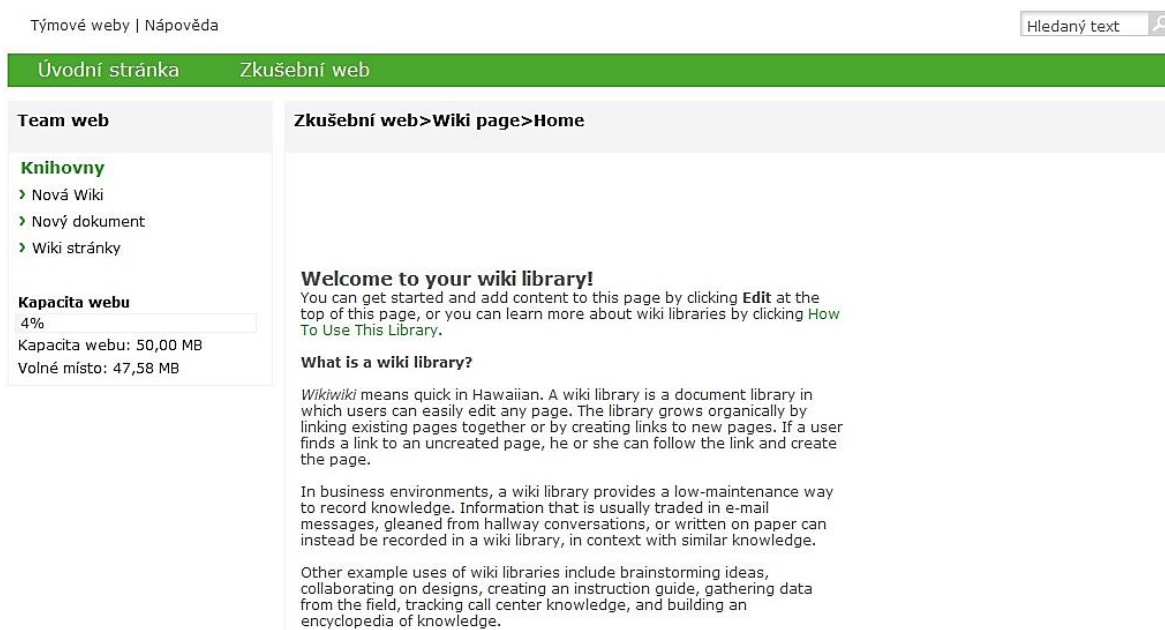 Týmové weby | Nápověda
Hledaný text
Úvodní stránka Zkušební web
Team web
Knihovny
Nová Wiki
Nový dokument
Wiki stránky
Kapacita webu
4%
Kapacita webu: 50,00 MB
Volné místo: 47,58 MB
Zkušební web>Wiki page>Home
Welcome to your wiki library!
You can get started and add content to this page by clicking Edit at the
top of this page, or you can learn more about wiki libraries by clicking How
To Use This Library.
What is a wiki library?
Wikiwiki means quick in Hawaiian. A wiki library is a document library in
which users can easily edit any page. The library grows organically by
linking existing pages together or by creating links to new pages. If a user
finds a link to an uncreated page, he or she can follow the link and create
the page.
In business environments, a wiki library provides a low-maintenance way
to record knowledge. Information that is usually traded in e-mail
messages, gleaned from hallway conversations, or written on paper can
instead be recorded in a wiki library, in context with similar knowledge.
Other example uses of wiki libraries include brainstorming ideas,
collaborating on designs, creating an instruction guide, gathering data
from the field, tracking call center knowledge, and building an
encyclopedia of knowledge.